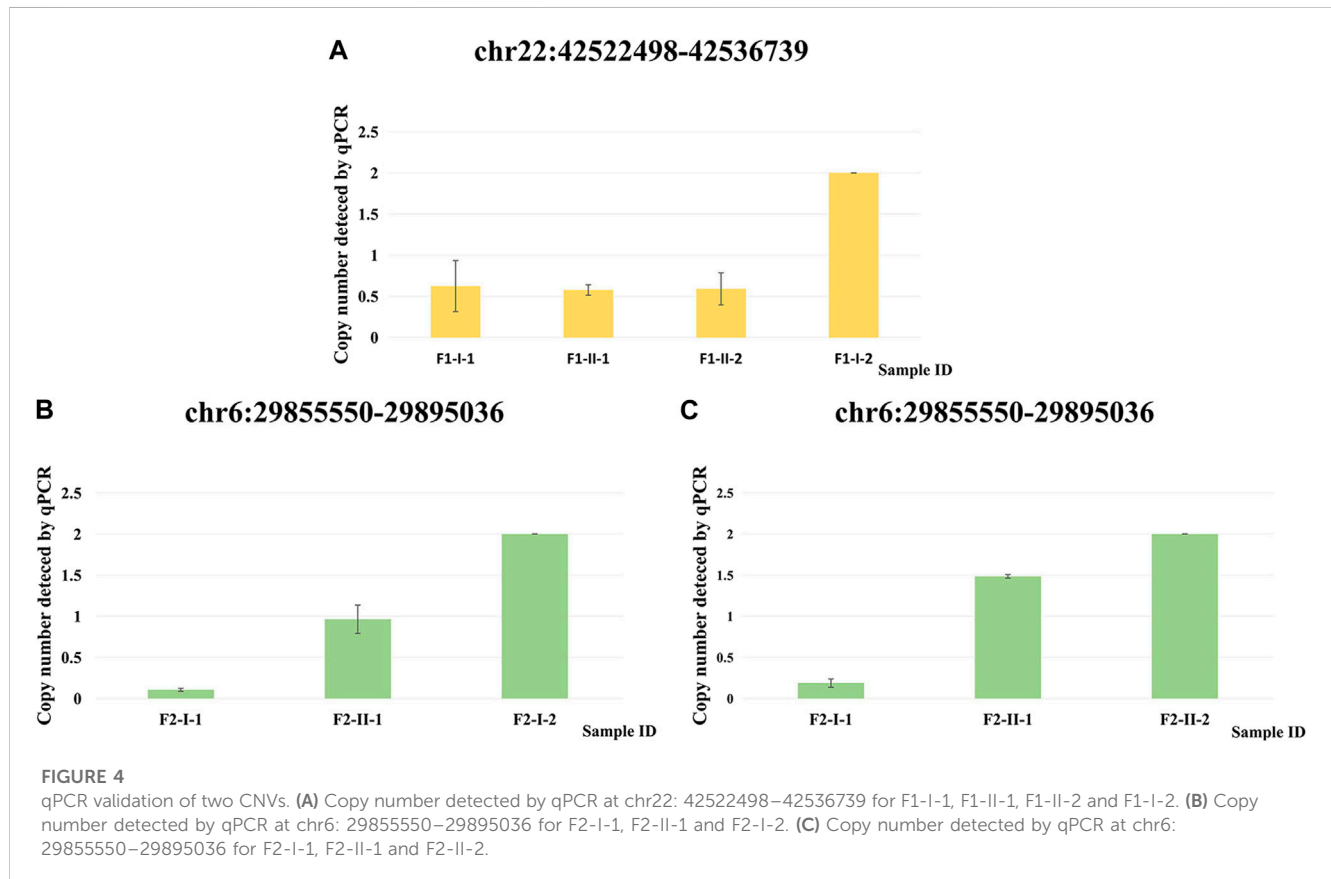 A
chr22:42522498-42536739
Copy number deteced by qPCR
2.5
2
1.5
1
0.5
0
F1-I-1
F1-II-1
F1-II-2
F1-I-2
Sample ID
B
chr6:29855550-29895036
Copy number deteced by qPCR
2.5
2
1.5
1
0.5
0
F2-I-1
F2-II-1
F2-I-2
Sample ID
C
chr6:29855550-29895036
Copy number deteced by qPCR
2.5
2
1.5
1
0.5
0
F2-I-1
F2-II-1
F2-II-2
Sample ID
FIGURE 4
qPCR validation of two CNVs. (A) Copy number detected by qPCR at chr22: 42522498–42536739 for F1-I-1, F1-II-1, F1-II-2 and F1-I-2. (B) Copy
number detected by qPCR at chr6: 29855550–29895036 for F2-I-1, F2-II-1 and F2-I-2. (C) Copy number detected by qPCR at chr6:
29855550–29895036 for F2-I-1, F2-II-1 and F2-II-2.